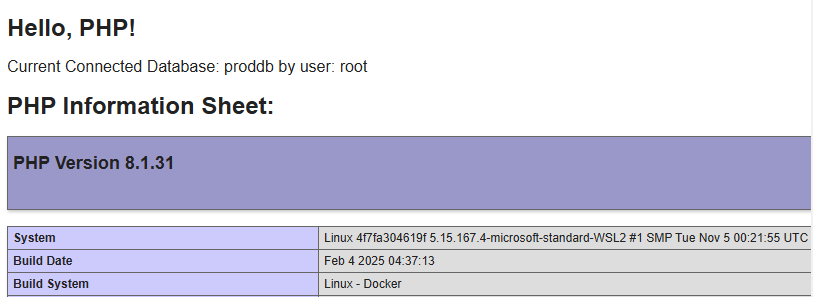 Hello, PHP!
Current Connected Database: proddb by user: root
PHP Information Sheet:
PHP Version 8.1.31
System Linux 4f7fa304619f 5.15.167.4-microsoft-standard-WSL2 #1 SMP Tue Nov 5 00:21:55 UTC
Build Date Feb 4 2025 04:37:13
Build System Linux - Docker